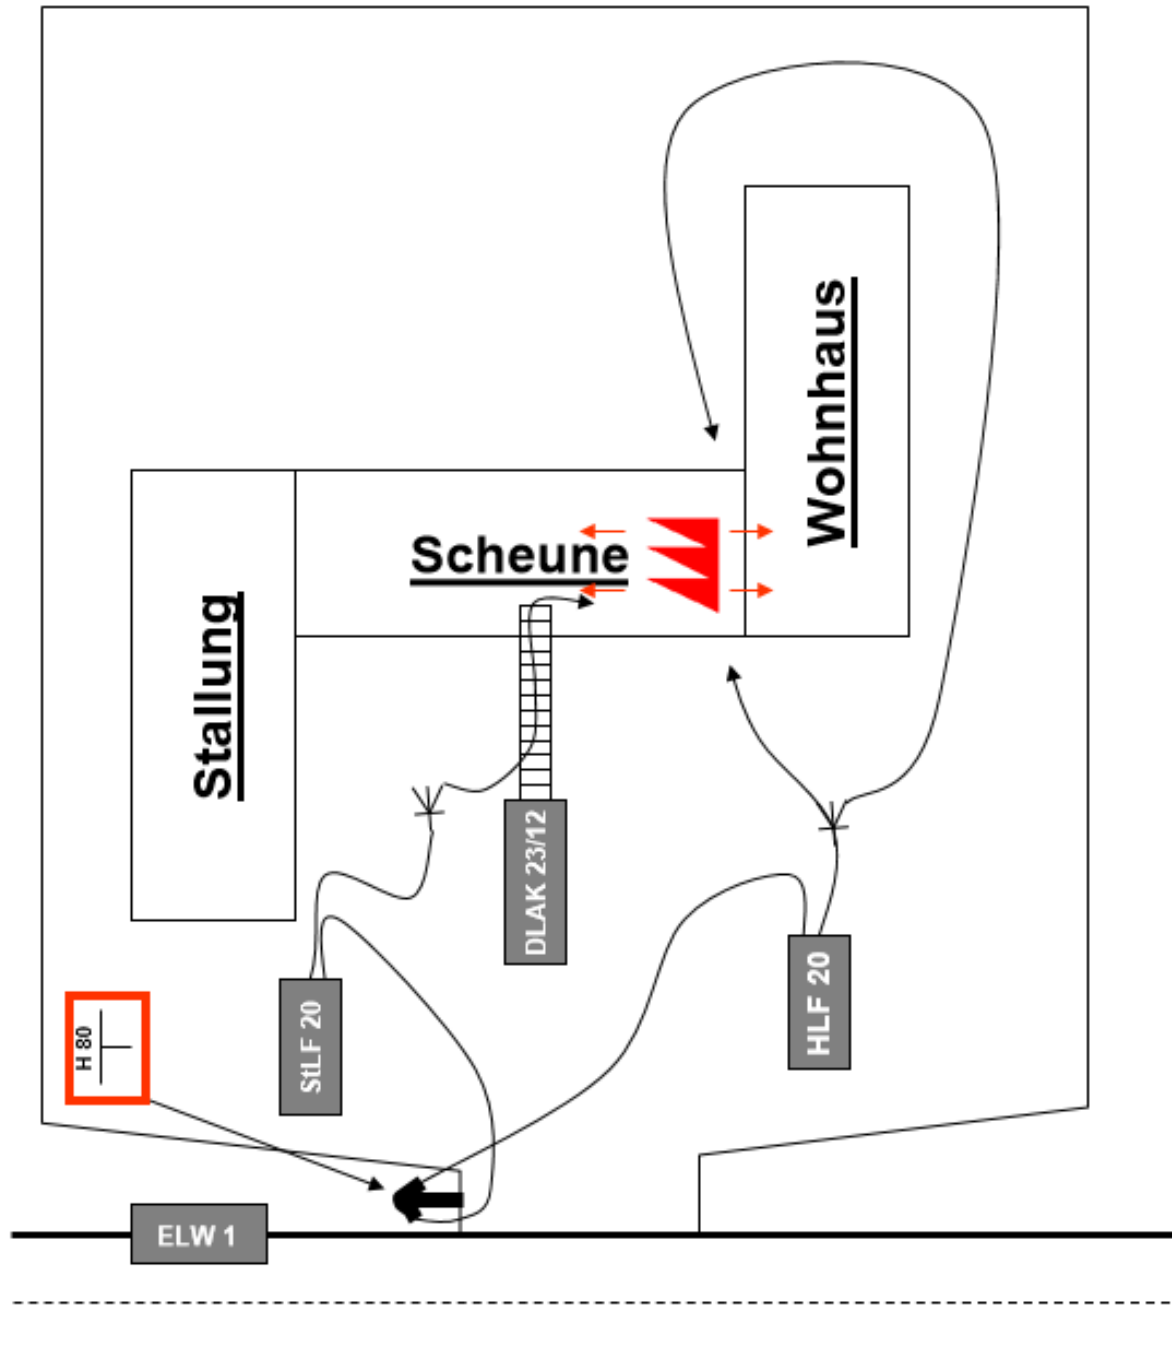 Wohnhaus
Scheune
Stallung
DLAK 23/12
HLF 20
StLF 20
H 80
ELW 1